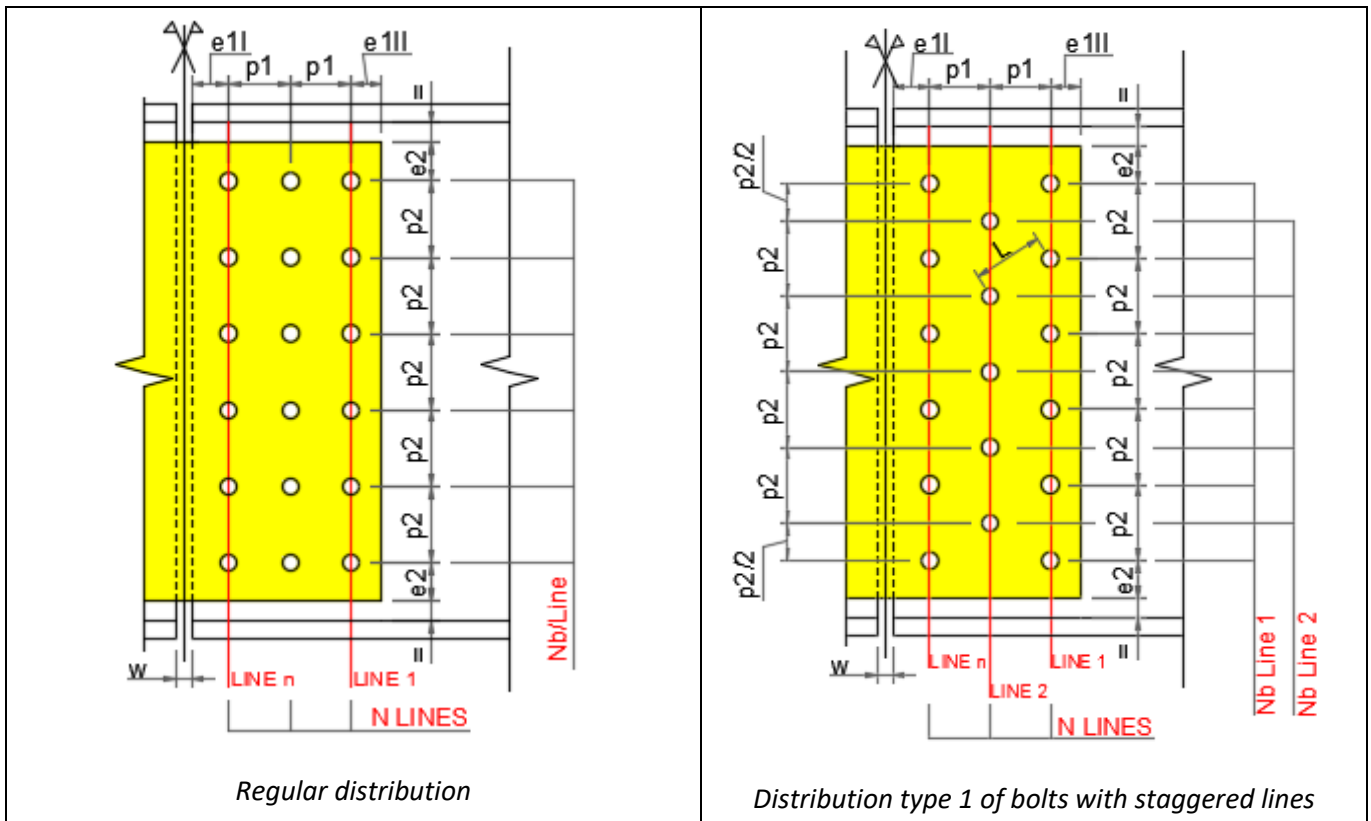 e1I
p1
p1
e1II
=
e2
p2
p2
p2
p2
p2
e2
=
w
LINE n
LINE 1
N LINES
Nb/Line
Regular distribution
e1I
p1
p1
e1II
=
e2
p2/2
p2
p2
p2
p2
p2/2
L
p2
p2
p2
p2
p2
e2
=
w
LINE n
LINE 1
LINE 2
N LINES
Nb Line 1
Nb Line 2
Distribution type 1 of bolts with staggered lines